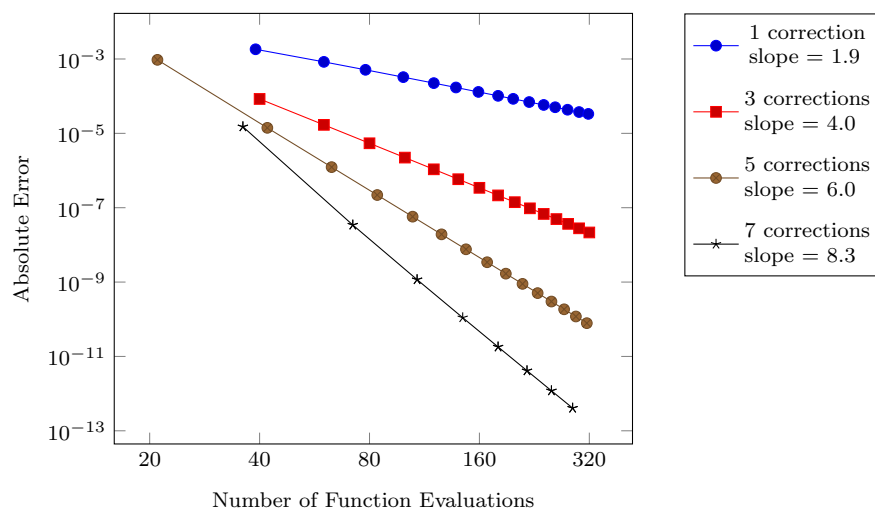 10^{-3}
10^{-5}
10^{-7}
10^{-9}
10^{-11}
10^{-13}
Absolute Error
20 40 80 160 320
Number of Function Evaluations
1 correction
slope = 1.9
3 corrections
slope = 4.0
5 corrections
slope = 6.0
7 corrections
slope = 8.3